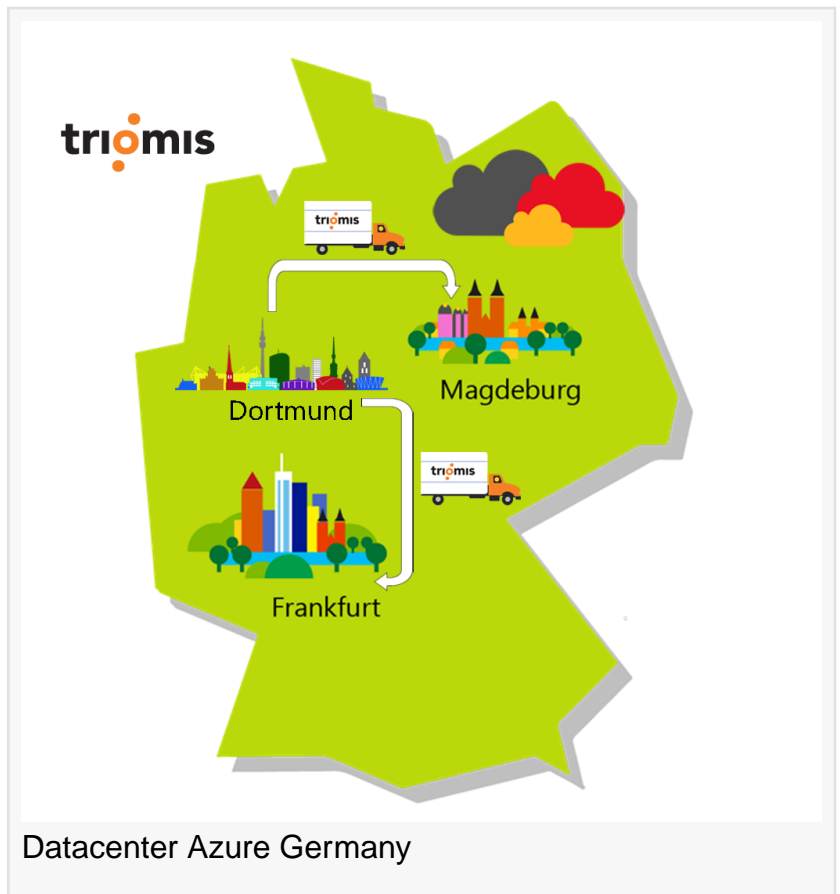 triomis
triomis
Magdeburg
Dortmund
triomis
Frankfurt
Datacenter Azure Germany